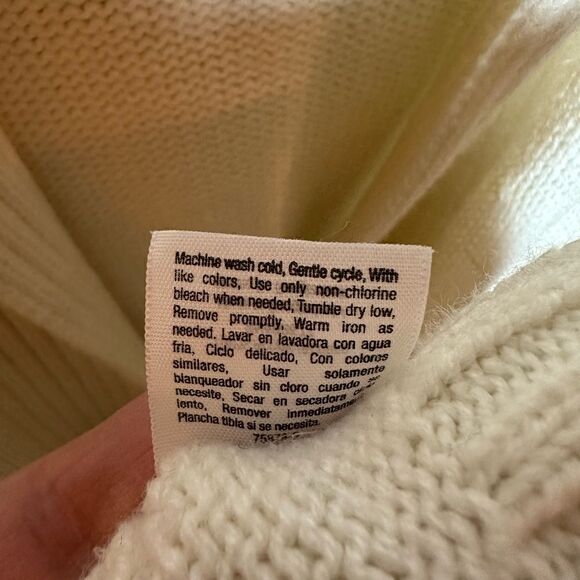 Machine wash cold, Gentle cycle, With
like colors, Use only non-chlorine
bleach when needed, Tumble dry low,
Remove promptly, Warm iron as
needed. Lavar en lavadora con agua
fria, Ciclo delicado, Con colores
similares, Usar solamente
blanqueador sin cloro cuando
necesite, Secar en secadora
lento, Remover
Plancha tibia si se necesita.